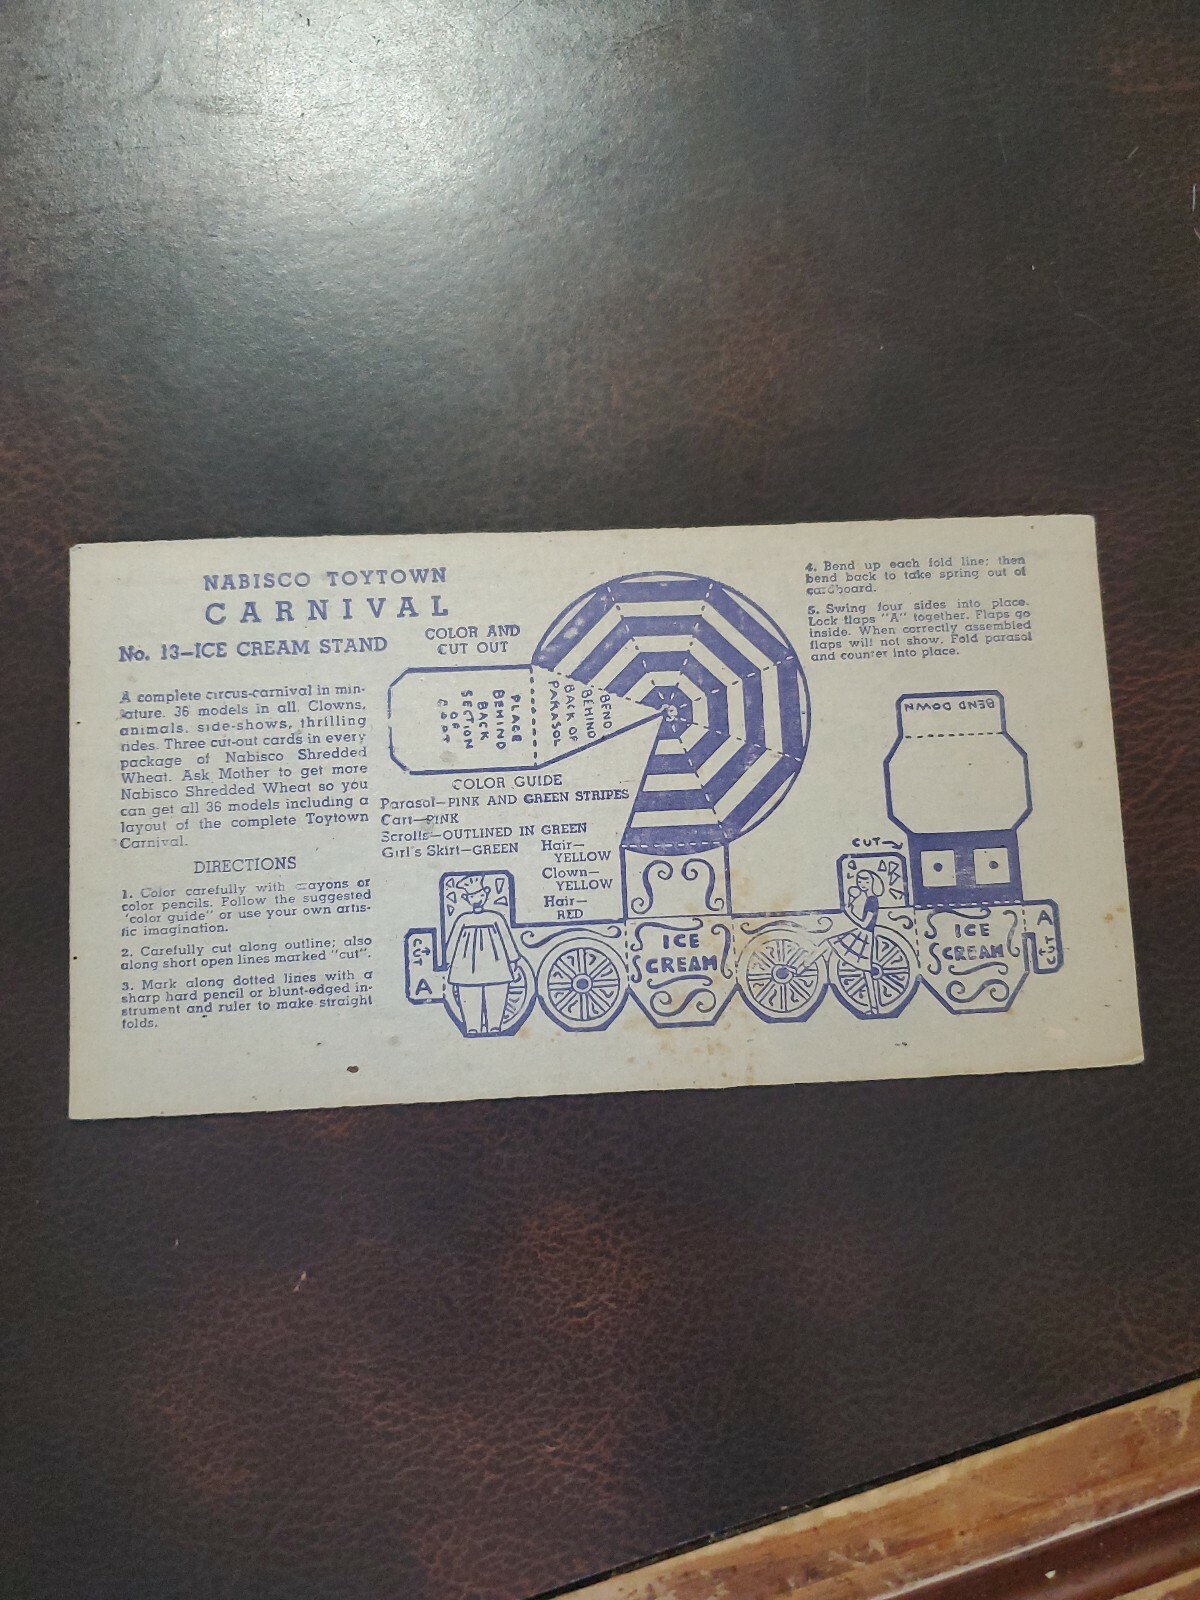 NABISCO TOYTOWN
CARNIVAL
No. 13—ICE CREAM STAND
A complete circus-carnival in min-
iature. 36 models in all. Clowns,
animals, side-shows, thrilling
rides. Three cut-out cards in every
package of Nabisco Shredded
Wheat. Ask Mother to get more
Nabisco Shredded Wheat so you
can get all 36 models including a
layout of the complete Toytown
Carnival.
DIRECTIONS
1. Color carefully with crayons or
color pencils. Follow the suggested
"color guide" or use your own artis-
tic imagination.
2. Carefully cut along outline; also
along short open lines marked "cut".
3. Mark along dotted lines with a
sharp hard pencil or blunt-edged in-
strument and ruler to make straight
folds.
COLOR AND
CUT OUT
PLACE
BEHIND
BACK
SECTION
OF
BEND
BEHIND
BACK OF
PARASOL
COLOR GUIDE
Parasol—PINK AND GREEN STRIPES
Cart—PINK
Scrolls—OUTLINED IN GREEN
Girl's Skirt—GREEN
Hair—
YELLOW
Clown—
YELLOW
Hair—
RED
4. Bend up each fold line; then
bend back to take spring out of
cardboard.
5. Swing four sides into place.
Lock flaps "A" together. Flaps go
inside. When correctly assembled
flaps will not show. Fold parasol
and counter into place.
BEND DOWN
CUT
CUT
A
ICE
CREAM
ICE
CREAM
A
CUT